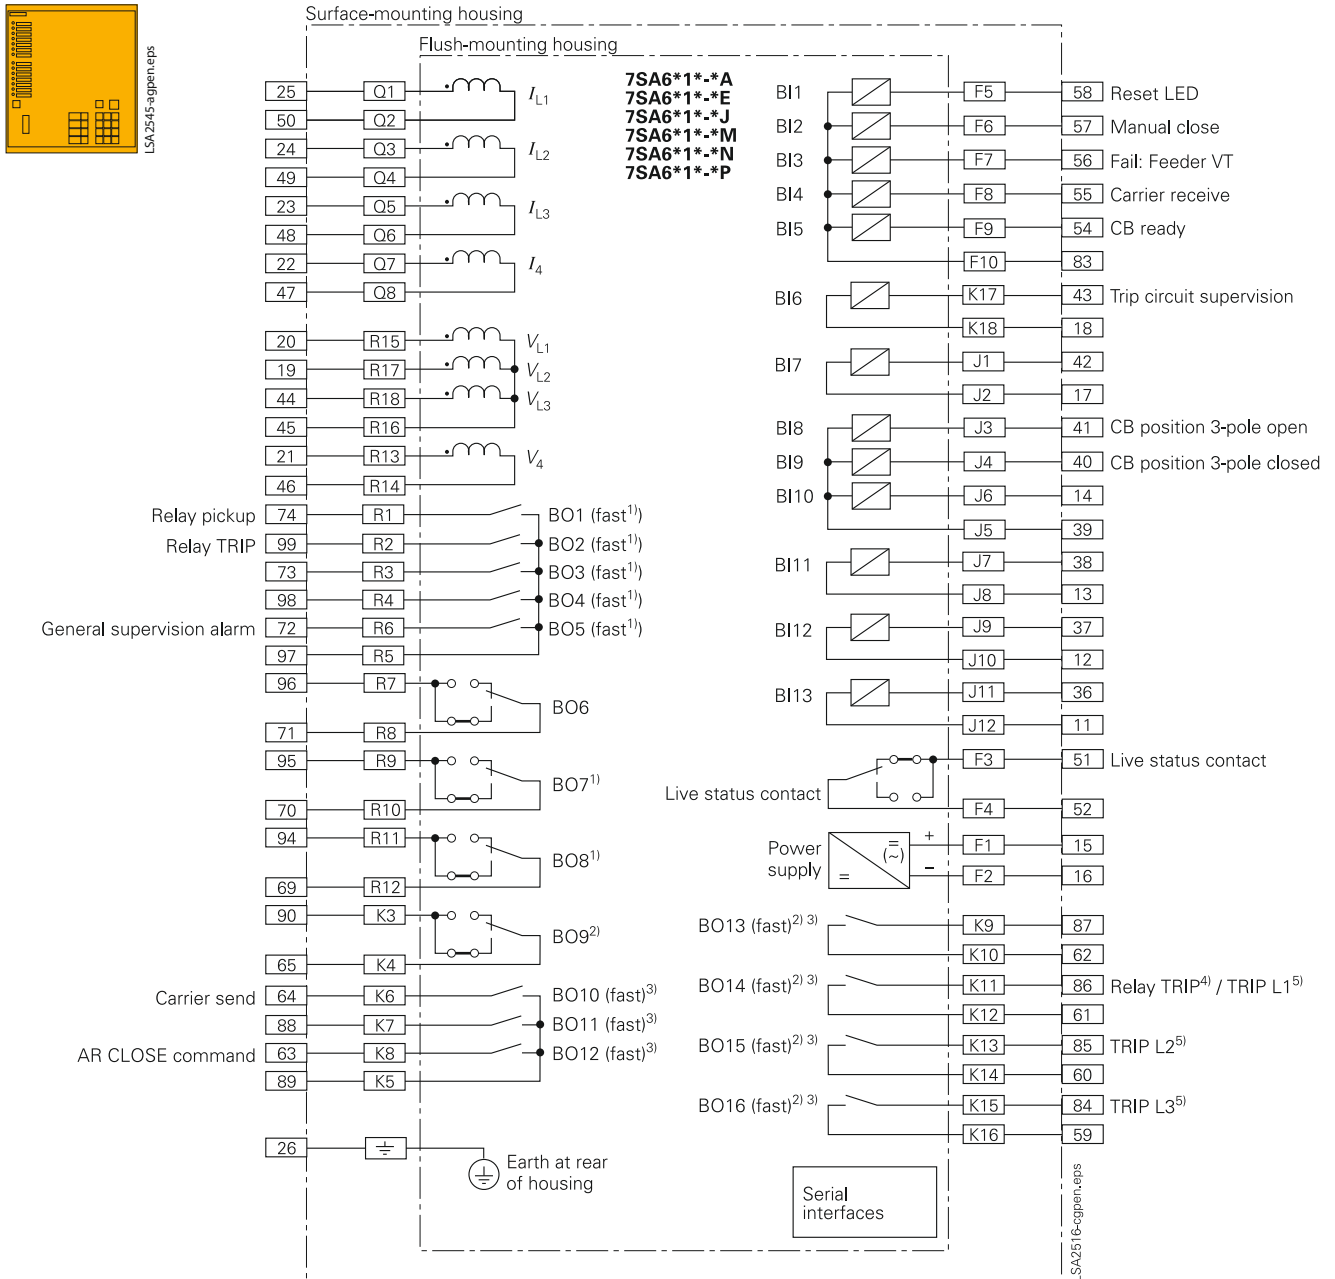 LSA2545-agpen.eps
Surface-mounting housing
Flush-mounting housing
7SA6*1*-*A
7SA6*1*-*E
7SA6*1*-*J
7SA6*1*-*M
7SA6*1*-*N
7SA6*1*-*P
25 Q1 IL1
50 Q2
24 Q3 IL2
49 Q4
23 Q5 IL3
48 Q6
22 Q7 I4
47 Q8
20 R15 VL1
19 R17 VL2
44 R18 VL3
45 R16
21 R13 V4
46 R14
Relay pickup 74 R1 BO1 (fast1))
Relay TRIP 99 R2 BO2 (fast1))
73 R3 BO3 (fast1))
98 R4 BO4 (fast1))
General supervision alarm 72 R6 BO5 (fast1))
97 R5
96 R7
BO6
71 R8
95 R9
BO71)
70 R10
94 R11
BO81)
69 R12
90 K3
BO92)
65 K4
Carrier send 64 K6 BO10 (fast)3)
88 K7 BO11 (fast)3)
AR CLOSE command 63 K8 BO12 (fast)3)
89 K5
26
Earth at rear
of housing
BI1 F5 58 Reset LED
BI2 F6 57 Manual close
BI3 F7 56 Fail: Feeder VT
BI4 F8 55 Carrier receive
BI5 F9 54 CB ready
F10 83
BI6 K17 43 Trip circuit supervision
K18 18
BI7 J1 42
J2 17
BI8 J3 41 CB position 3-pole open
BI9 J4 40 CB position 3-pole closed
BI10 J6 14
J5 39
BI11 J7 38
J8 13
BI12 J9 37
J10 12
BI13 J11 36
J12 11
F3 51 Live status contact
Live status contact
F4 52
Power
supply
= = (~) + F1 15
− F2 16
BO13 (fast)2) 3) K9 87
K10 62
BO14 (fast)2) 3) K11 86 Relay TRIP4) / TRIP L15)
K12 61
BO15 (fast)2) 3) K13 85 TRIP L25)
K14 60
BO16 (fast)2) 3) K15 84 TRIP L35)
K16 59
Serial
interfaces
LSA2516-cgpen.eps